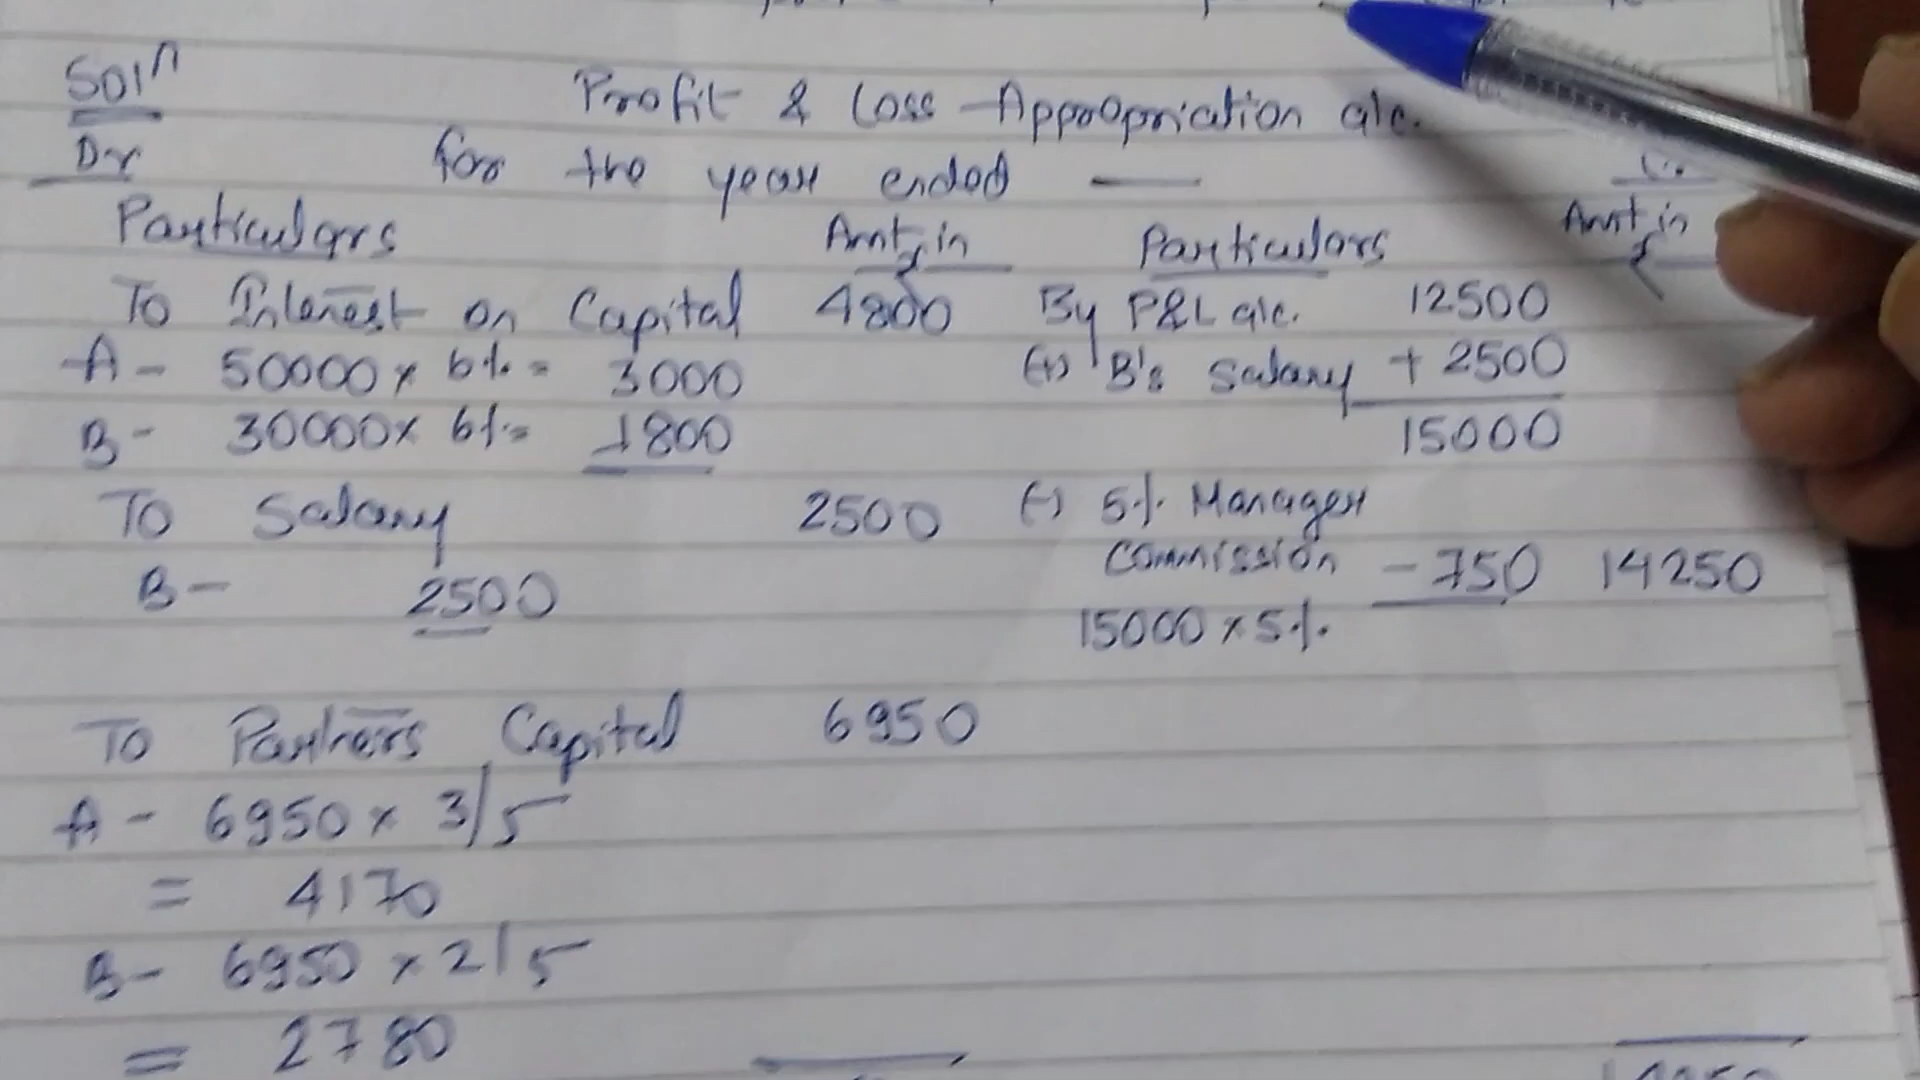 Soln
Profit & Loss Appropriation a/c.
Dr for the year ended — Cr.
Particulars Amt in ₹ Particulars Amt in ₹
To Interest on Capital 4800 By P&L a/c. 12500
A - 50000 x 6% = 3000 (+) B's Salary + 2500
B - 30000 x 6% = 1800 15000
To Salary 2500 (-) 5% Manager
B - 2500 Commission - 750 14250
15000 x 5%
To Partners Capital 6950
A - 6950 x 3/5
= 4170
B - 6950 x 2/5
= 2780